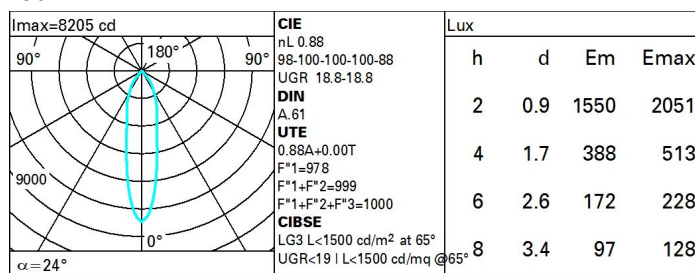 Imax=8205 cd
90°
180°
90°
9000
0°
α=24°
CIE
nL 0.88
98-100-100-100-88
UGR 18.8-18.8
DIN
A.61
UTE
0.88A+0.00T
F"1=978
F"1+F"2=999
F"1+F"2+F"3=1000
CIBSE
LG3 L<1500 cd/m² at 65°
UGR<19 | L<1500 cd/mq @65°
Lux
h d Em Emax
2 0.9 1550 2051
4 1.7 388 513
6 2.6 172 228
8 3.4 97 128